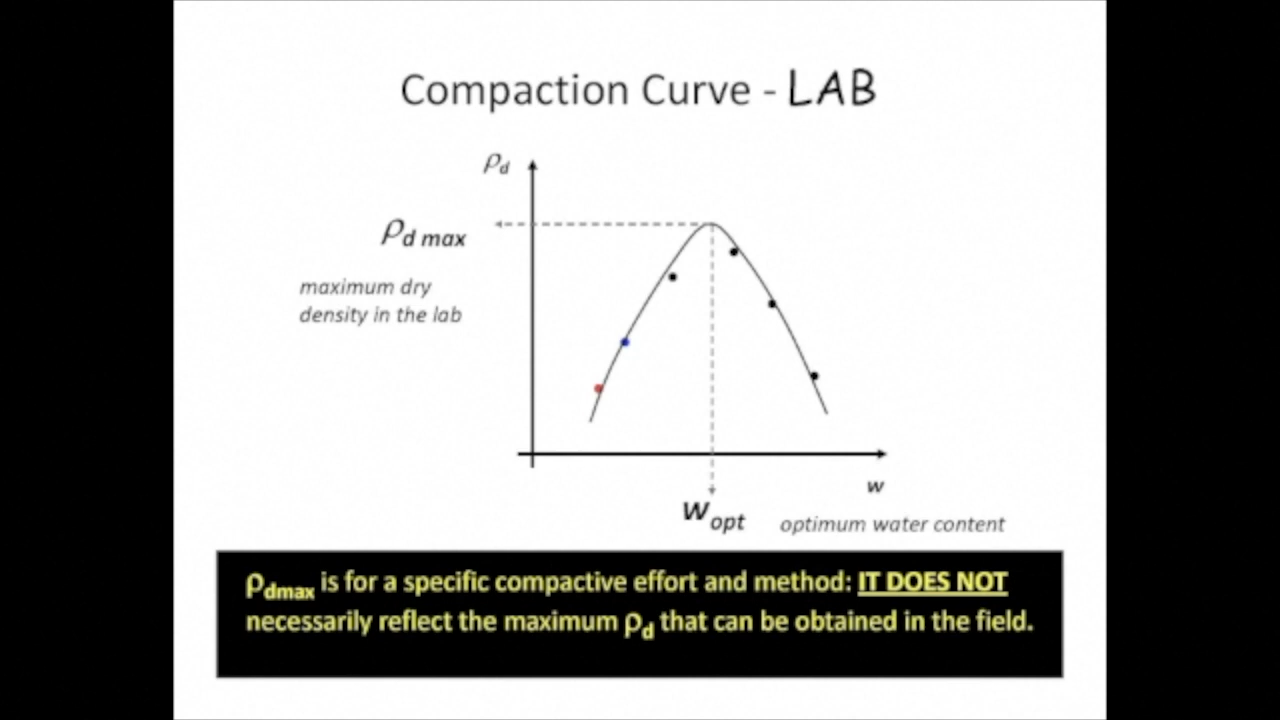 Compaction Curve - LAB
ρd
ρd max
maximum dry
density in the lab
w
wopt
optimum water content
ρdmax is for a specific compactive effort and method: IT DOES NOT
necessarily reflect the maximum ρd that can be obtained in the field.